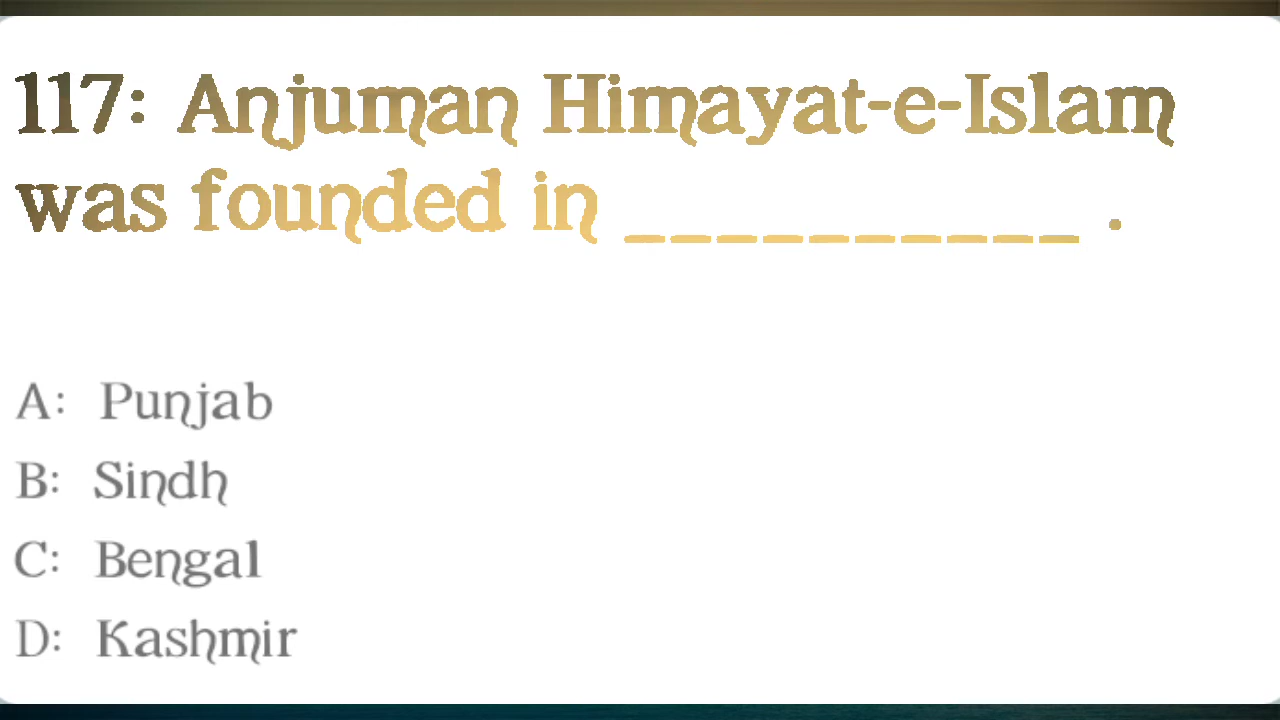 117: Anjuman Himayat-e-Islam
was founded in __________ .
A: Punjab
B: Sindh
C: Bengal
D: Kashmir